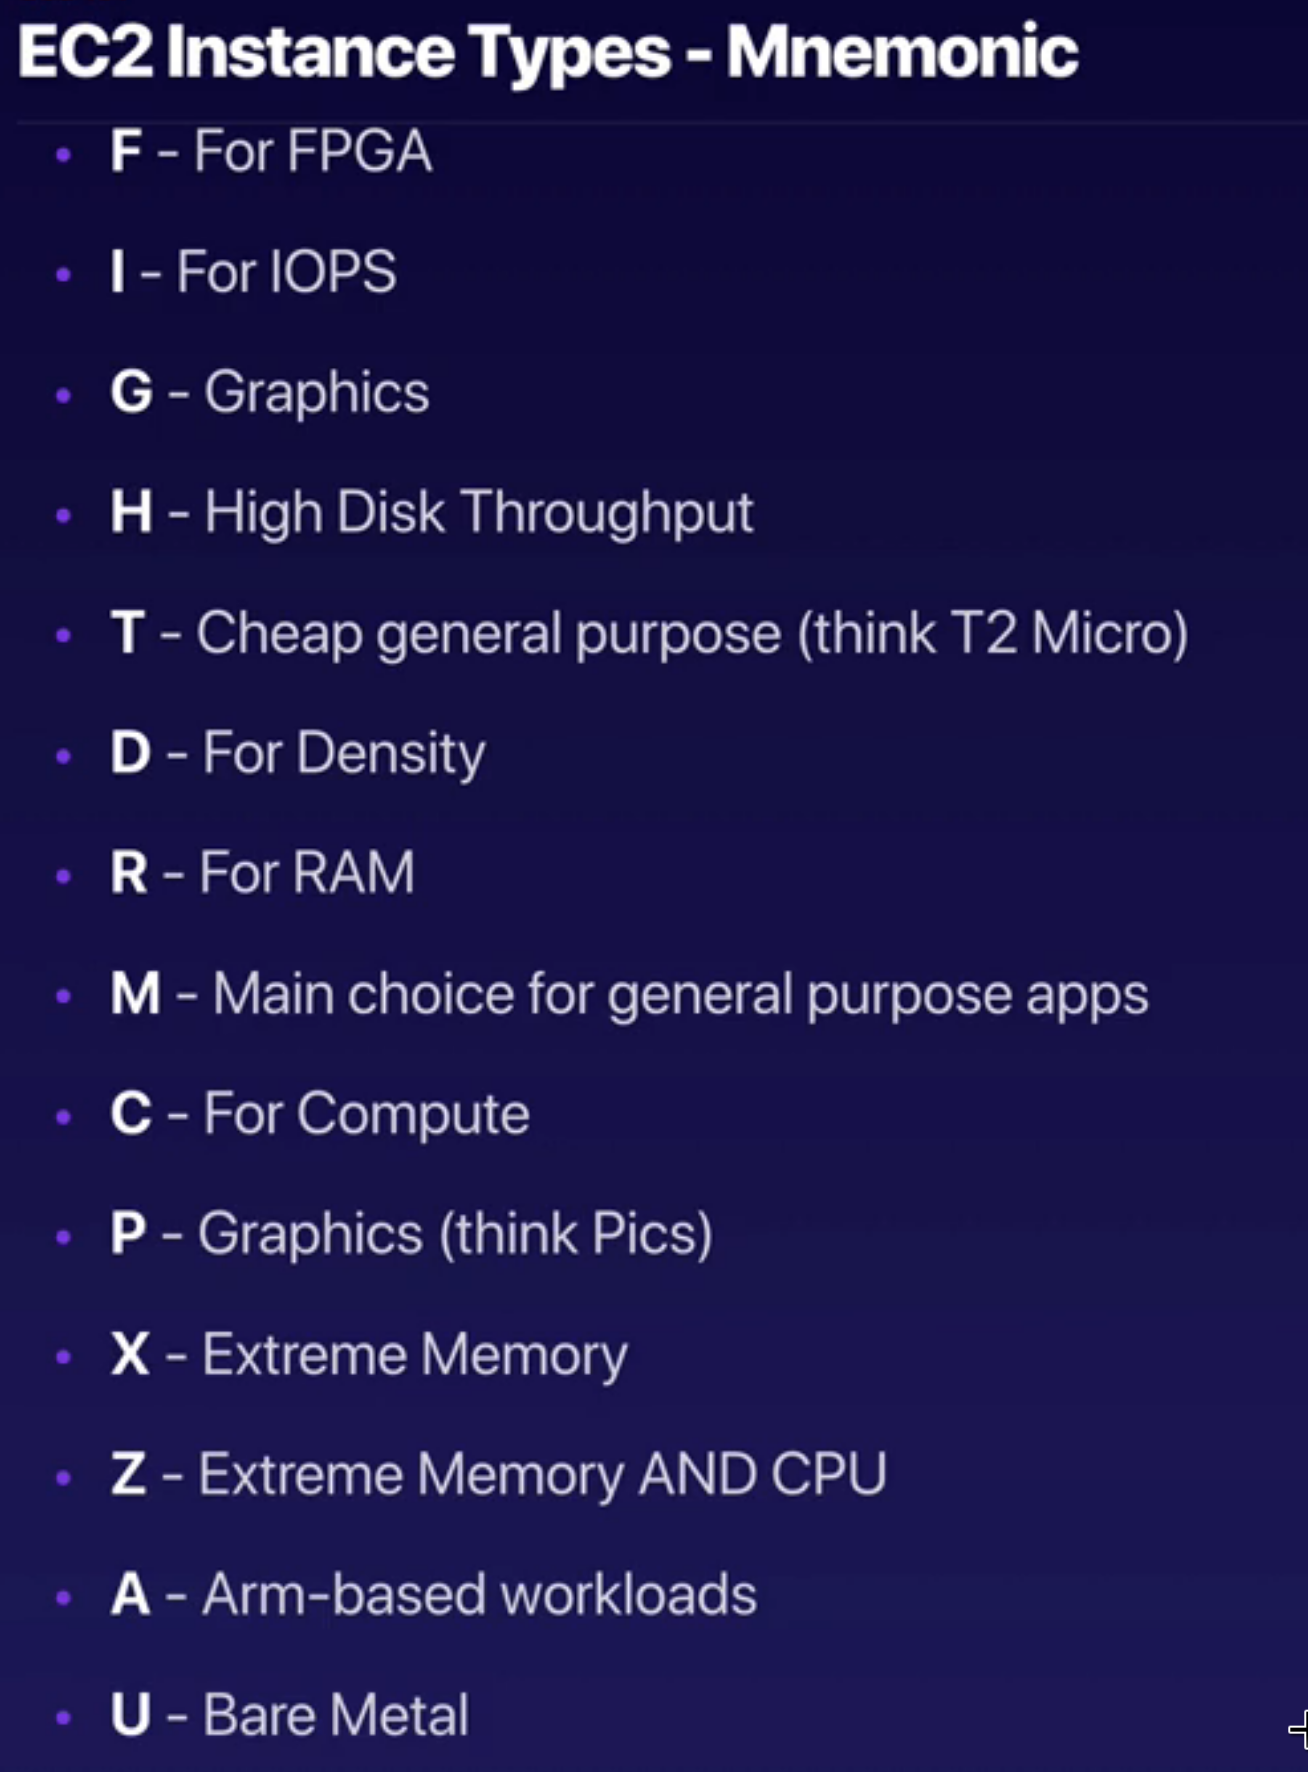 EC2 Instance Types - Mnemonic
• F - For FPGA
• I - For IOPS
• G - Graphics
• H - High Disk Throughput
• T - Cheap general purpose (think T2 Micro)
• D - For Density
• R - For RAM
• M - Main choice for general purpose apps
• C - For Compute
• P - Graphics (think Pics)
• X - Extreme Memory
• Z - Extreme Memory AND CPU
• A - Arm-based workloads
• U - Bare Metal